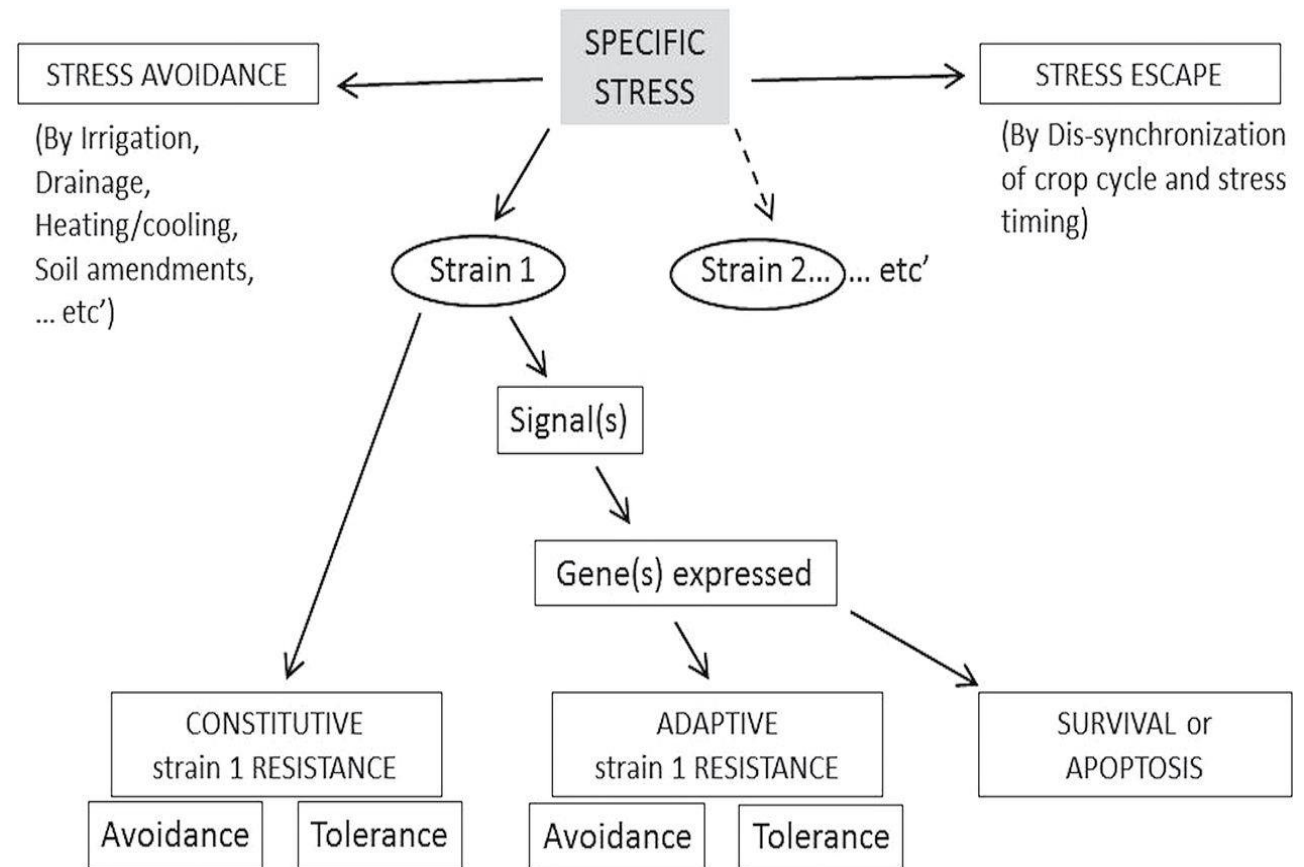 SPECIFIC
STRESS
STRESS AVOIDANCE
(By Irrigation,
Drainage,
Heating/cooling,
Soil amendments,
... etc’)
STRESS ESCAPE
(By Dis-synchronization
of crop cycle and stress
timing)
Strain 1
Strain 2... ... etc’
Signal(s)
Gene(s) expressed
CONSTITUTIVE
strain 1 RESISTANCE
Avoidance
Tolerance
ADAPTIVE
strain 1 RESISTANCE
Avoidance
Tolerance
SURVIVAL or
APOPTOSIS